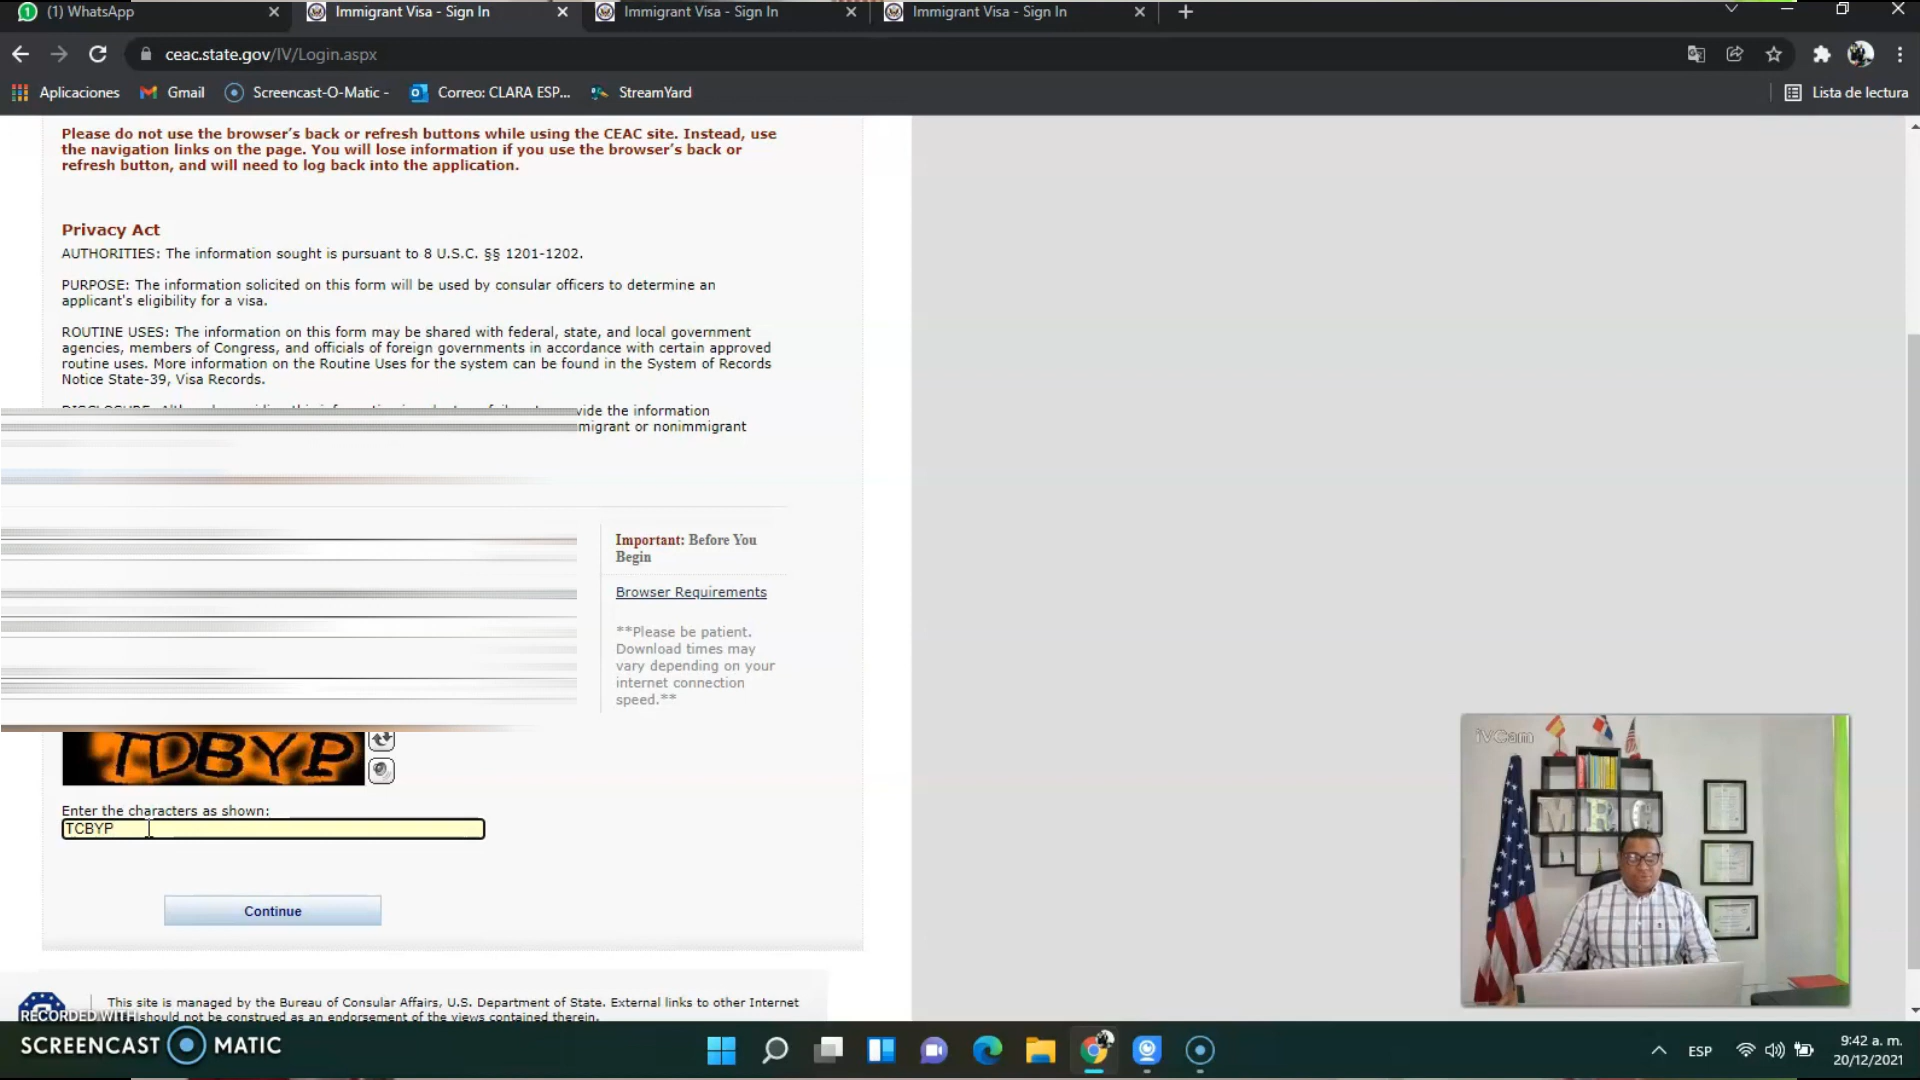 (1) WhatsApp
Immigrant Visa - Sign In
Immigrant Visa - Sign In
Immigrant Visa - Sign In
ceac.state.gov/IV/Login.aspx
Aplicaciones
Gmail
Screencast-O-Matic -
Correo: CLARA ESP...
StreamYard
Lista de lectura
Please do not use the browser’s back or refresh buttons while using the CEAC site. Instead, use
the navigation links on the page. You will lose information if you use the browser’s back or
refresh button, and will need to log back into the application.
Privacy Act
AUTHORITIES: The information sought is pursuant to 8 U.S.C. §§ 1201-1202.
PURPOSE: The information solicited on this form will be used by consular officers to determine an
applicant's eligibility for a visa.
ROUTINE USES: The information on this form may be shared with federal, state, and local government
agencies, members of Congress, and officials of foreign governments in accordance with certain approved
routine uses. More information on the Routine Uses for the system can be found in the System of Records
Notice State-39, Visa Records.
the information
or nonimmigrant
Important: Before You
Begin
Browser Requirements
**Please be patient.
Download times may
vary depending on your
internet connection
speed.**
TDBYP
Enter the characters as shown:
TCBYP
Continue
This site is managed by the Bureau of Consular Affairs, U.S. Department of State. External links to other Internet
should not be construed as an endorsement of the views contained therein.
iVCam
MRC
RECORDED WITH
SCREENCAST MATIC
ESP
9:42 a. m.
20/12/2021